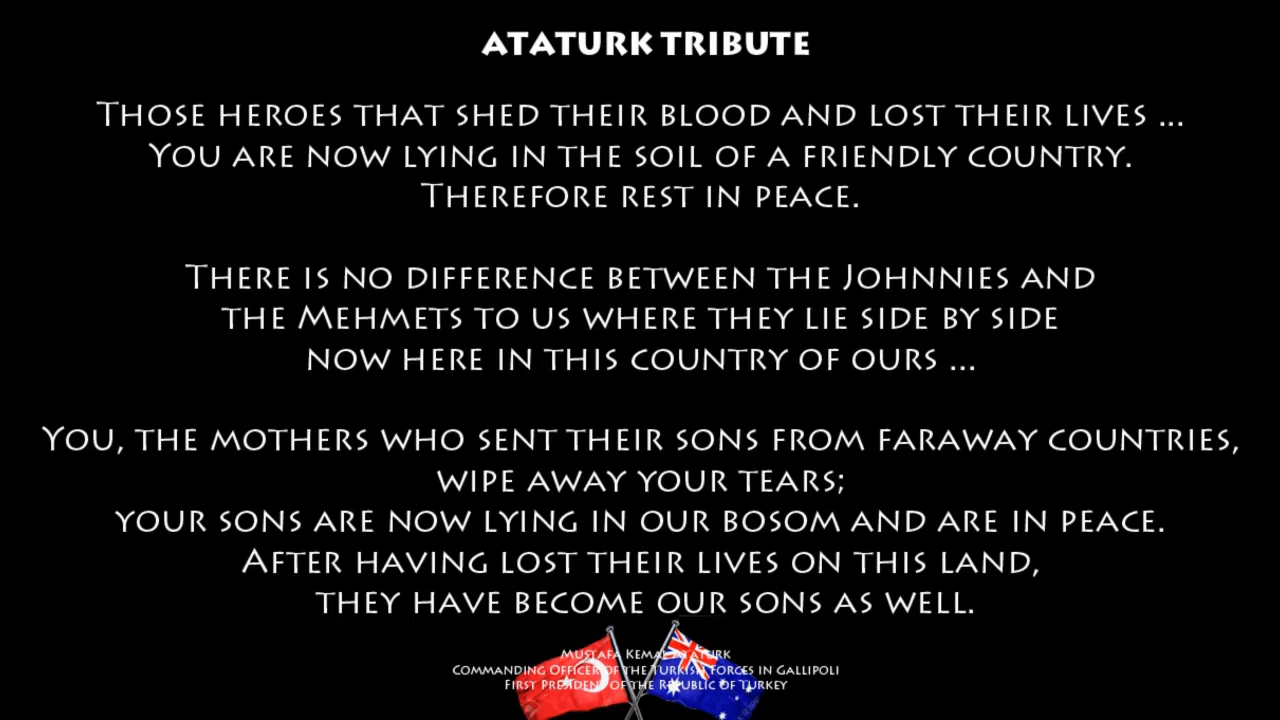 ATATURK TRIBUTE
THOSE HEROES THAT SHED THEIR BLOOD AND LOST THEIR LIVES ...
YOU ARE NOW LYING IN THE SOIL OF A FRIENDLY COUNTRY.
THEREFORE REST IN PEACE.
THERE IS NO DIFFERENCE BETWEEN THE JOHNNIES AND
THE MEHMETS TO US WHERE THEY LIE SIDE BY SIDE
NOW HERE IN THIS COUNTRY OF OURS ...
YOU, THE MOTHERS WHO SENT THEIR SONS FROM FARAWAY COUNTRIES,
WIPE AWAY YOUR TEARS;
YOUR SONS ARE NOW LYING IN OUR BOSOM AND ARE IN PEACE.
AFTER HAVING LOST THEIR LIVES ON THIS LAND,
THEY HAVE BECOME OUR SONS AS WELL.
MUSTAFA KEMAL ATATURK
COMMANDING OFFICER OF THE TURKISH FORCES IN GALLIPOLI
FIRST PRESIDENT OF THE REPUBLIC OF TURKEY